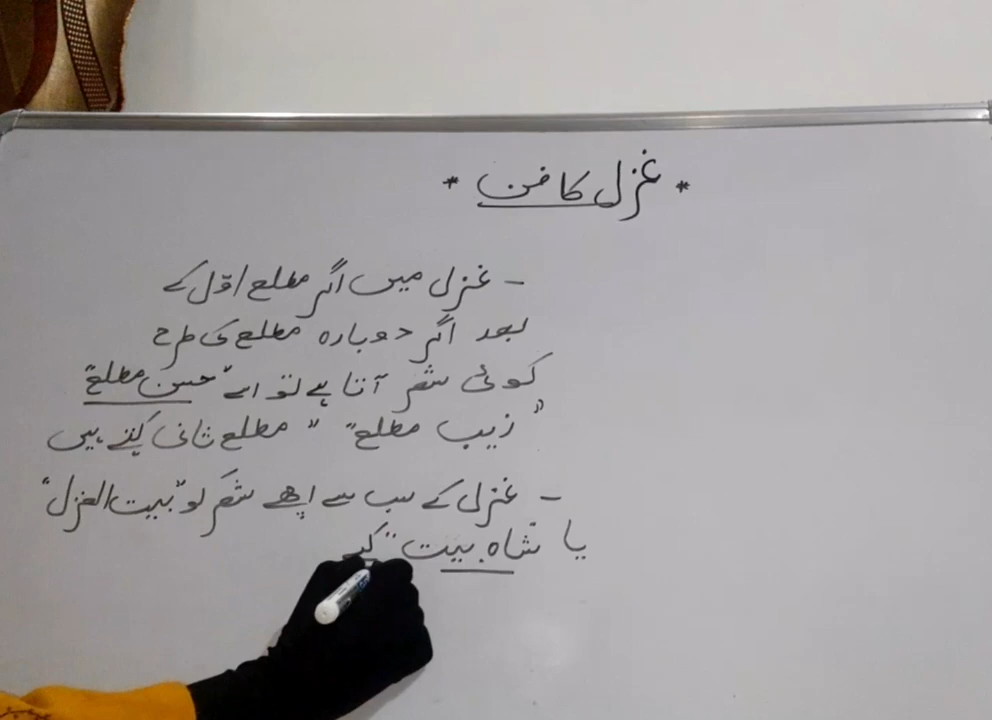 * غزل کا فن *
- غزل میں اگر مطلع اوّل کے
بعد اگر دوبارہ مطلع کی طرح
کوئی شعر آتا ہے تو اسے "حسن مطلع"
"زیب مطلع" "مطلع ثانی کہتے ہیں
- غزل کے سب سے اچھے شعر کو "بیت الغزل"
یا شاہ بیت"